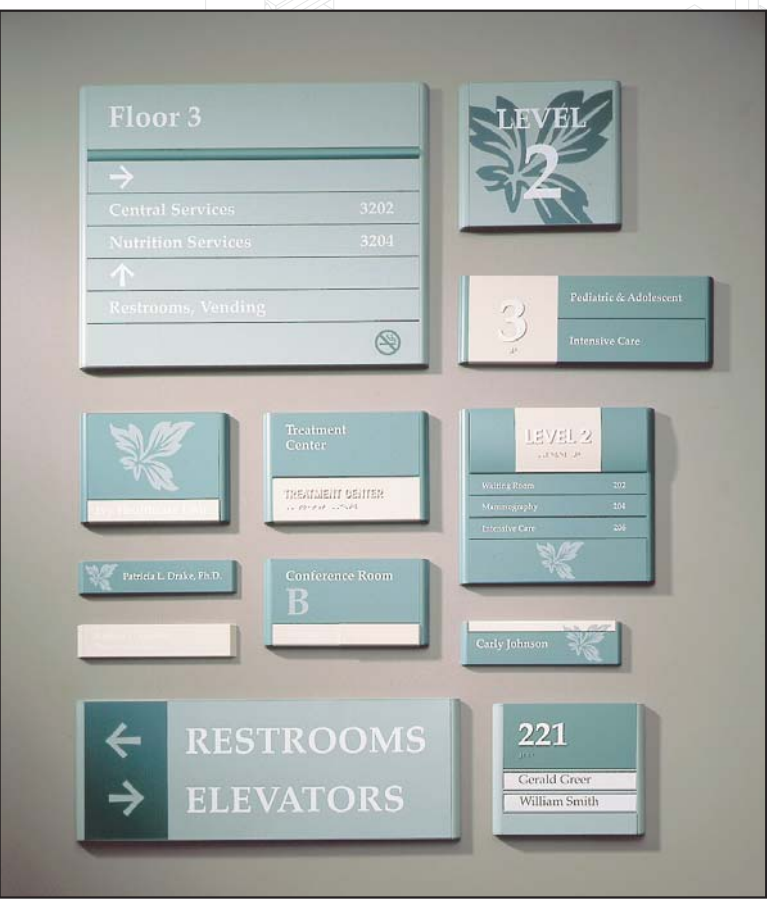 Floor 3
→
Central Services 3202
Nutrition Services 3204
↑
Restrooms, Vending
LEVEL
2
3
Pediatric & Adolescent
Intensive Care
Treatment
Center
TREATMENT CENTER
LEVEL 2
Waiting Room 202
Mammography 204
Intensive Care 206
Patricia L. Drake, Ph.D.
Conference Room
B
Carly Johnson
← RESTROOMS
→ ELEVATORS
221
Gerald Greer
William Smith